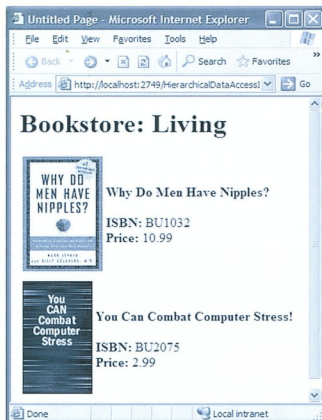 Untitled Page - Microsoft Internet Explorer
File Edit View Favorites Tools Help
Back Search Favorites
Address http://localhost:2749/HierarchicalDataAccess1 Go
Bookstore: Living
WHY DO
MEN HAVE
NIPPLES?
Why Do Men Have Nipples?
ISBN: BU1032
Price: 10.99
You
CAN
Combat
Computer
Stress
You Can Combat Computer Stress!
ISBN: BU2075
Price: 2.99
Done Local intranet